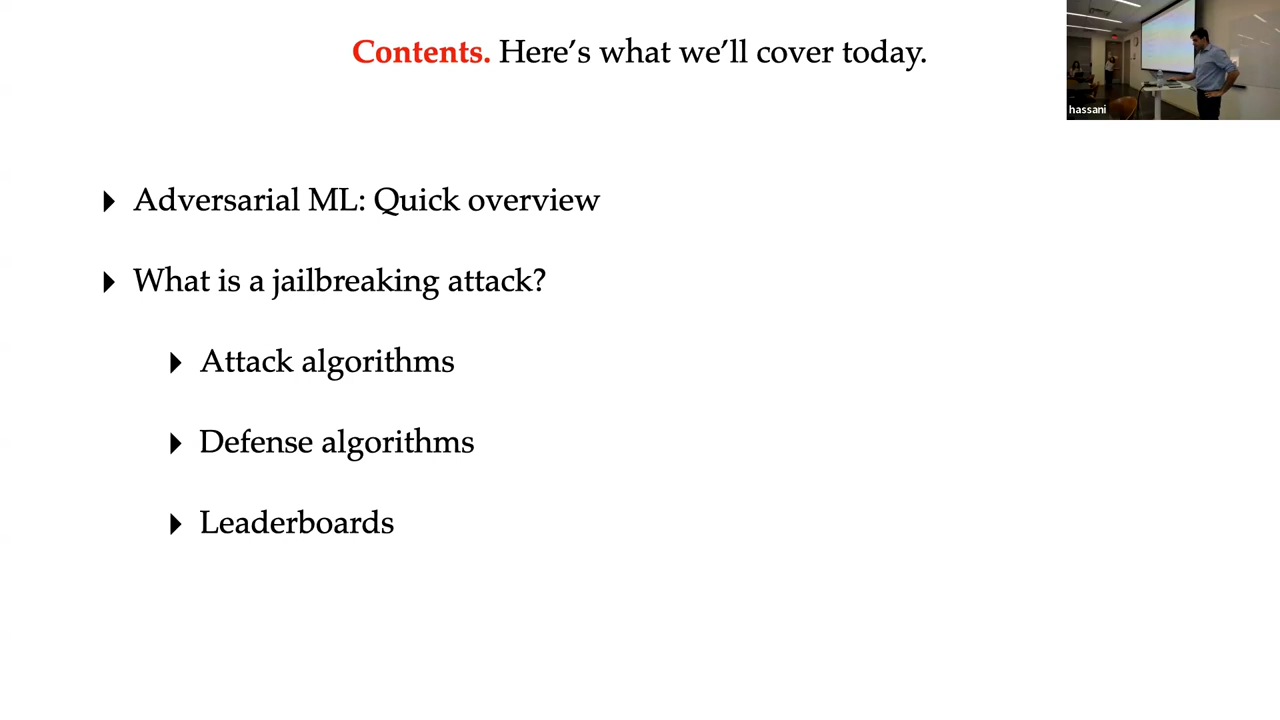 Contents. Here's what we'll cover today.
hassani
Adversarial ML: Quick overview
What is a jailbreaking attack?
Attack algorithms
Defense algorithms
Leaderboards